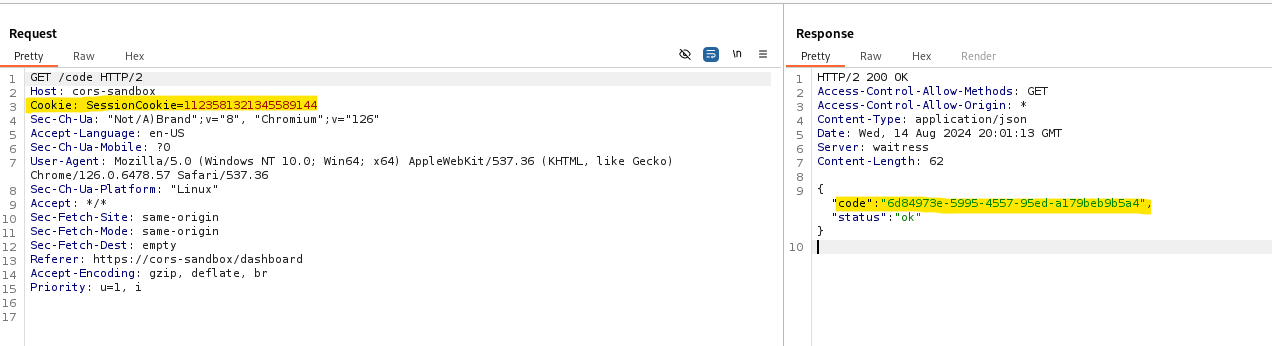 Request
Pretty Raw Hex
\n
1 GET /code HTTP/2
2 Host: cors-sandbox
3 Cookie: SessionCookie=1123581321345589144
4 Sec-Ch-Ua: "Not/A)Brand";v="8", "Chromium";v="126"
5 Accept-Language: en-US
6 Sec-Ch-Ua-Mobile: ?0
7 User-Agent: Mozilla/5.0 (Windows NT 10.0; Win64; x64) AppleWebKit/537.36 (KHTML, like Gecko)
Chrome/126.0.6478.57 Safari/537.36
8 Sec-Ch-Ua-Platform: "Linux"
9 Accept: */*
10 Sec-Fetch-Site: same-origin
11 Sec-Fetch-Mode: same-origin
12 Sec-Fetch-Dest: empty
13 Referer: https://cors-sandbox/dashboard
14 Accept-Encoding: gzip, deflate, br
15 Priority: u=1, i
16
17
Response
Pretty Raw Hex Render
1 HTTP/2 200 OK
2 Access-Control-Allow-Methods: GET
3 Access-Control-Allow-Origin: *
4 Content-Type: application/json
5 Date: Wed, 14 Aug 2024 20:01:13 GMT
6 Server: waitress
7 Content-Length: 62
8
9 {
"code":"6d84973e-5995-4557-95ed-a179beb9b5a4",
"status":"ok"
}
10